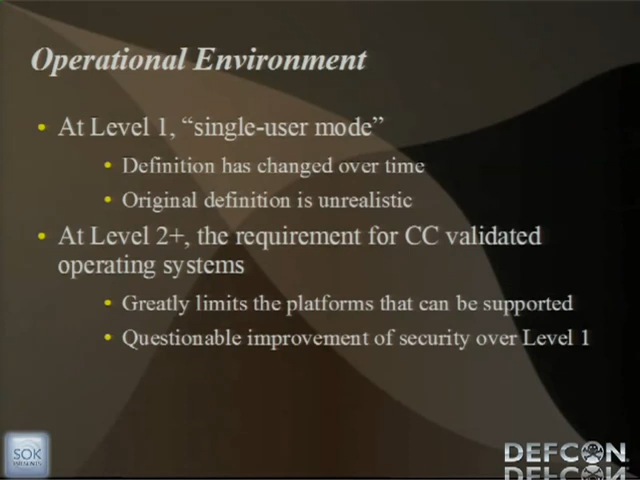 Operational Environment
• At Level 1, “single-user mode”
• Definition has changed over time
• Original definition is unrealistic
• At Level 2+, the requirement for CC validated
operating systems
• Greatly limits the platforms that can be supported
• Questionable improvement of security over Level 1
SOK
DEFCON